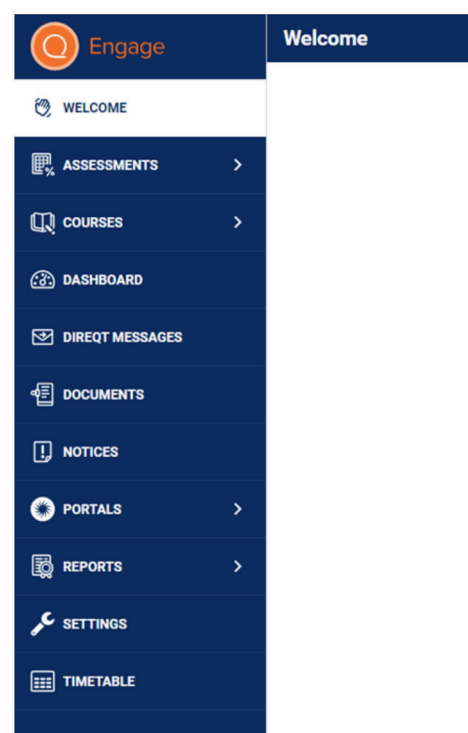 Engage
Welcome
WELCOME
ASSESSMENTS
COURSES
DASHBOARD
DIREQT MESSAGES
DOCUMENTS
NOTICES
PORTALS
REPORTS
SETTINGS
TIMETABLE